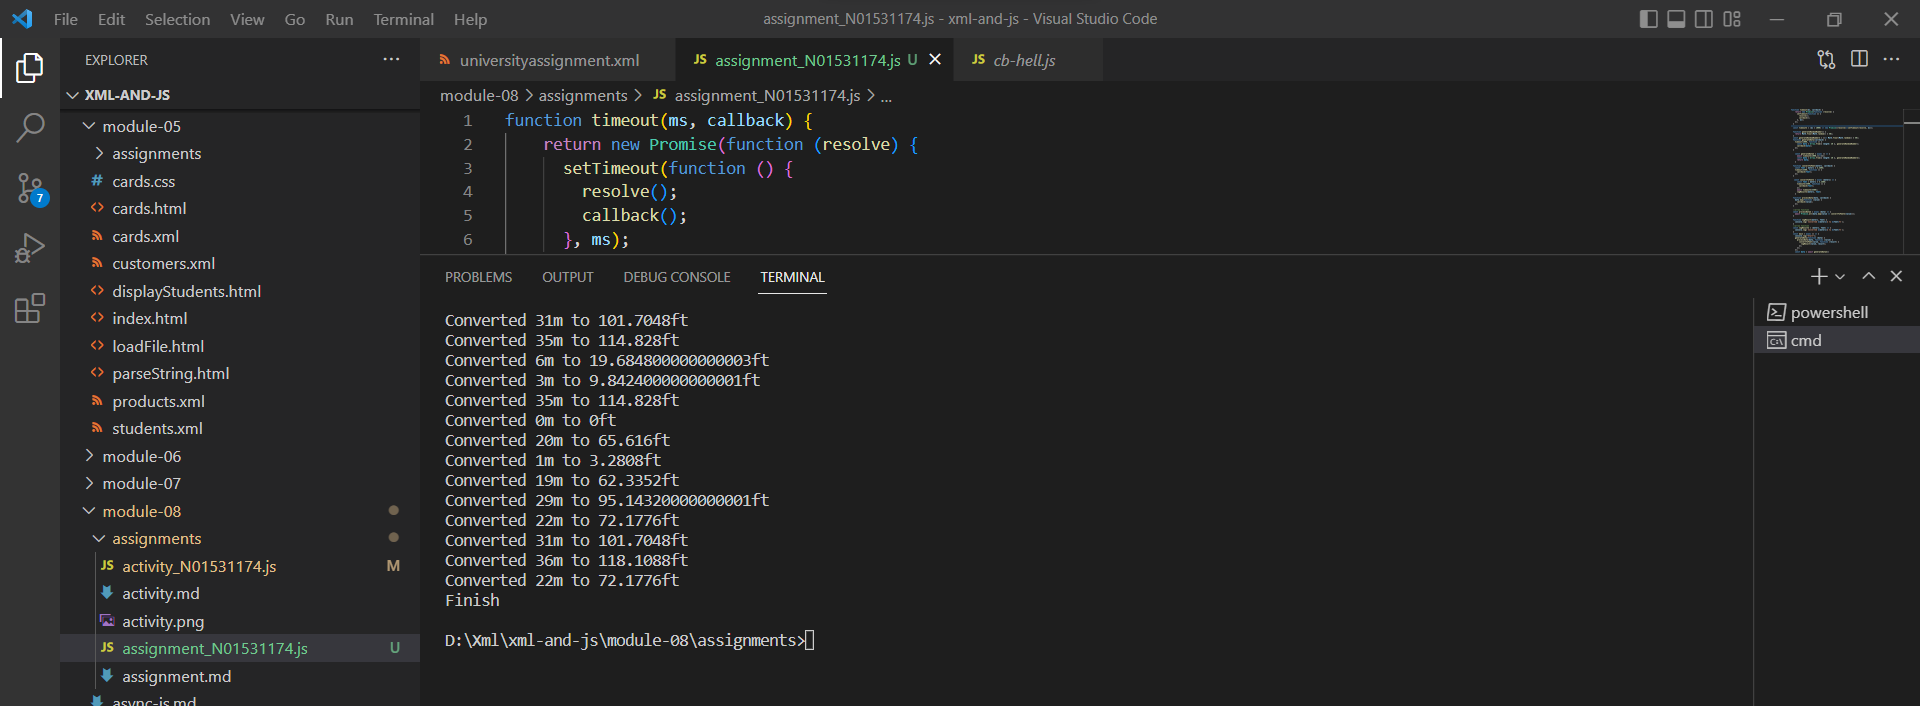 File Edit Selection View Go Run Terminal Help
assignment_N01531174.js - xml-and-js - Visual Studio Code
EXPLORER
XML-AND-JS
module-05
assignments
cards.css
cards.html
cards.xml
customers.xml
displayStudents.html
index.html
loadFile.html
parseString.html
products.xml
students.xml
module-06
module-07
module-08
assignments
JS activity_N01531174.js M
activity.md
activity.png
JS assignment_N01531174.js U
assignment.md
async-js.md
7
universityassignment.xml
JS assignment_N01531174.js U
JS cb-hell.js
module-08 > assignments > JS assignment_N01531174.js > ...
1 function timeout(ms, callback) {
2 return new Promise(function (resolve) {
3 setTimeout(function () {
4 resolve();
5 callback();
6 }, ms);
PROBLEMS OUTPUT DEBUG CONSOLE TERMINAL
Converted 31m to 101.7048ft
Converted 35m to 114.828ft
Converted 6m to 19.684800000000003ft
Converted 3m to 9.842400000000001ft
Converted 35m to 114.828ft
Converted 0m to 0ft
Converted 20m to 65.616ft
Converted 1m to 3.2808ft
Converted 19m to 62.3352ft
Converted 29m to 95.14320000000001ft
Converted 22m to 72.1776ft
Converted 31m to 101.7048ft
Converted 36m to 118.1088ft
Converted 22m to 72.1776ft
Finish
D:\Xml\xml-and-js\module-08\assignments>
powershell
cmd